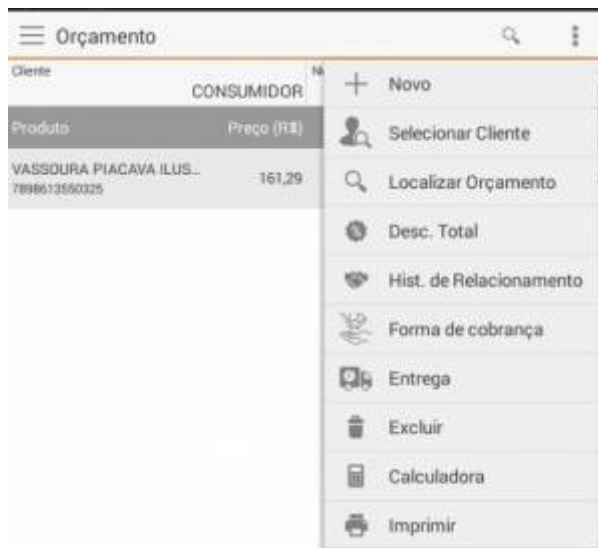 Orçamento
Cliente
CONSUMIDOR
Produto Preço (R$)
VASSOURA PIACAVA ILUS... 161,29
7898613550325
Novo
Selecionar Cliente
Localizar Orçamento
Desc. Total
Hist. de Relacionamento
Forma de cobrança
Entrega
Excluir
Calculadora
Imprimir